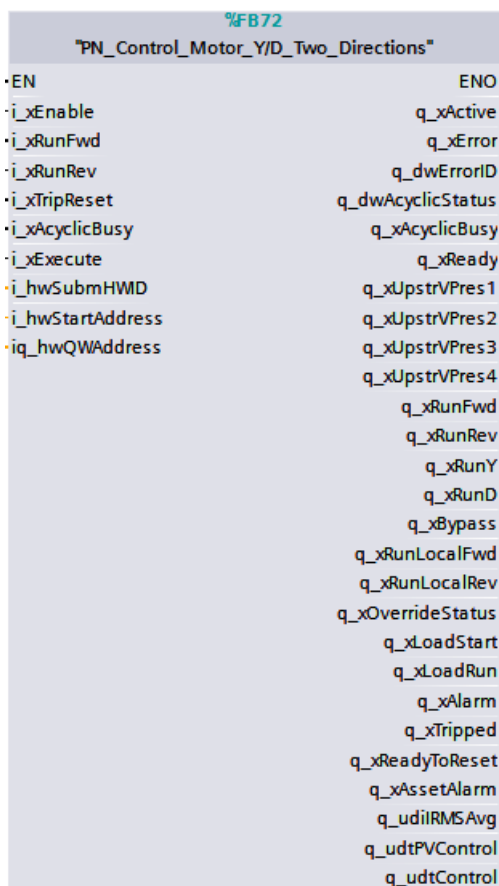 %FB72
"PN_Control_Motor_Y/D_Two_Directions"
EN ENO
i_xEnable q_xActive
i_xRunFwd q_xError
i_xRunRev q_dwErrorID
i_xTripReset q_dwAcyclicStatus
i_xAcyclicBusy q_xAcyclicBusy
i_xExecute q_xReady
i_hwSubmHWID q_xUpstrVPres1
i_hwStartAddress q_xUpstrVPres2
iq_hwQWAddress q_xUpstrVPres3
q_xUpstrVPres4
q_xRunFwd
q_xRunRev
q_xRunY
q_xRunD
q_xBypass
q_xRunLocalFwd
q_xRunLocalRev
q_xOverrideStatus
q_xLoadStart
q_xLoadRun
q_xAlarm
q_xTripped
q_xReadyToReset
q_xAssetAlarm
q_udiIRMSAvg
q_udtPVControl
q_udtControl